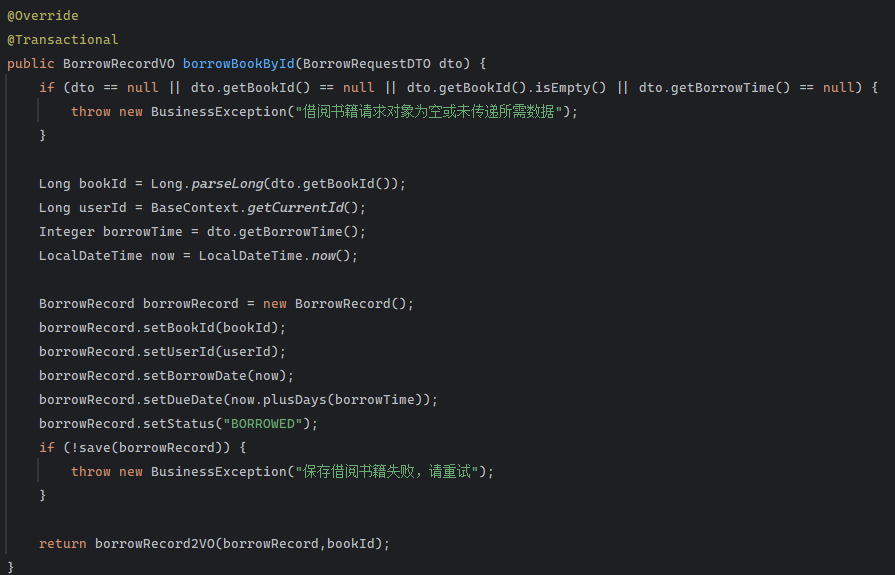 @Override
@Transactional
public BorrowRecordVO borrowBookById(BorrowRequestDTO dto) {
    if (dto == null || dto.getBookId() == null || dto.getBookId().isEmpty() || dto.getBorrowTime() == null) {
        throw new BusinessException("借阅书籍请求对象为空或未传递所需数据");
    }

    Long bookId = Long.parseLong(dto.getBookId());
    Long userId = BaseContext.getCurrentId();
    Integer borrowTime = dto.getBorrowTime();
    LocalDateTime now = LocalDateTime.now();

    BorrowRecord borrowRecord = new BorrowRecord();
    borrowRecord.setBookId(bookId);
    borrowRecord.setUserId(userId);
    borrowRecord.setBorrowDate(now);
    borrowRecord.setDueDate(now.plusDays(borrowTime));
    borrowRecord.setStatus("BORROWED");
    if (!save(borrowRecord)) {
        throw new BusinessException("保存借阅书籍失败，请重试");
    }

    return borrowRecord2VO(borrowRecord,bookId);
}